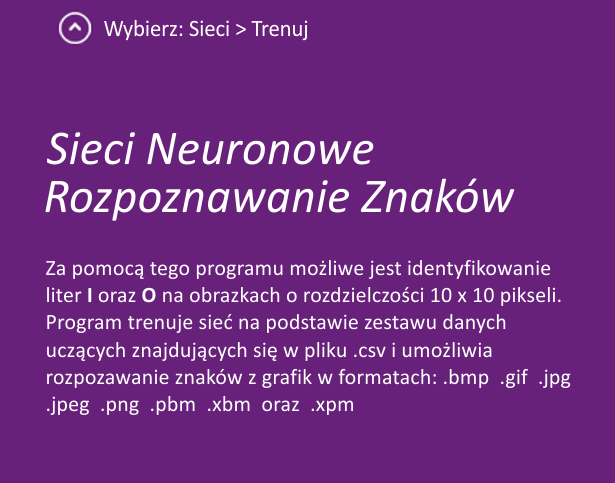 Wybierz: Sieci > Trenuj
Sieci Neuronowe
Rozpoznawanie Znaków
Za pomocą tego programu możliwe jest identyfikowanie
liter I oraz O na obrazkach o rozdzielczości 10 x 10 pikseli.
Program trenuje sieć na podstawie zestawu danych
uczących znajdujących się w pliku .csv i umożliwia
rozpozawanie znaków z grafik w formatach: .bmp .gif .jpg
.jpeg .png .pbm .xbm oraz .xpm